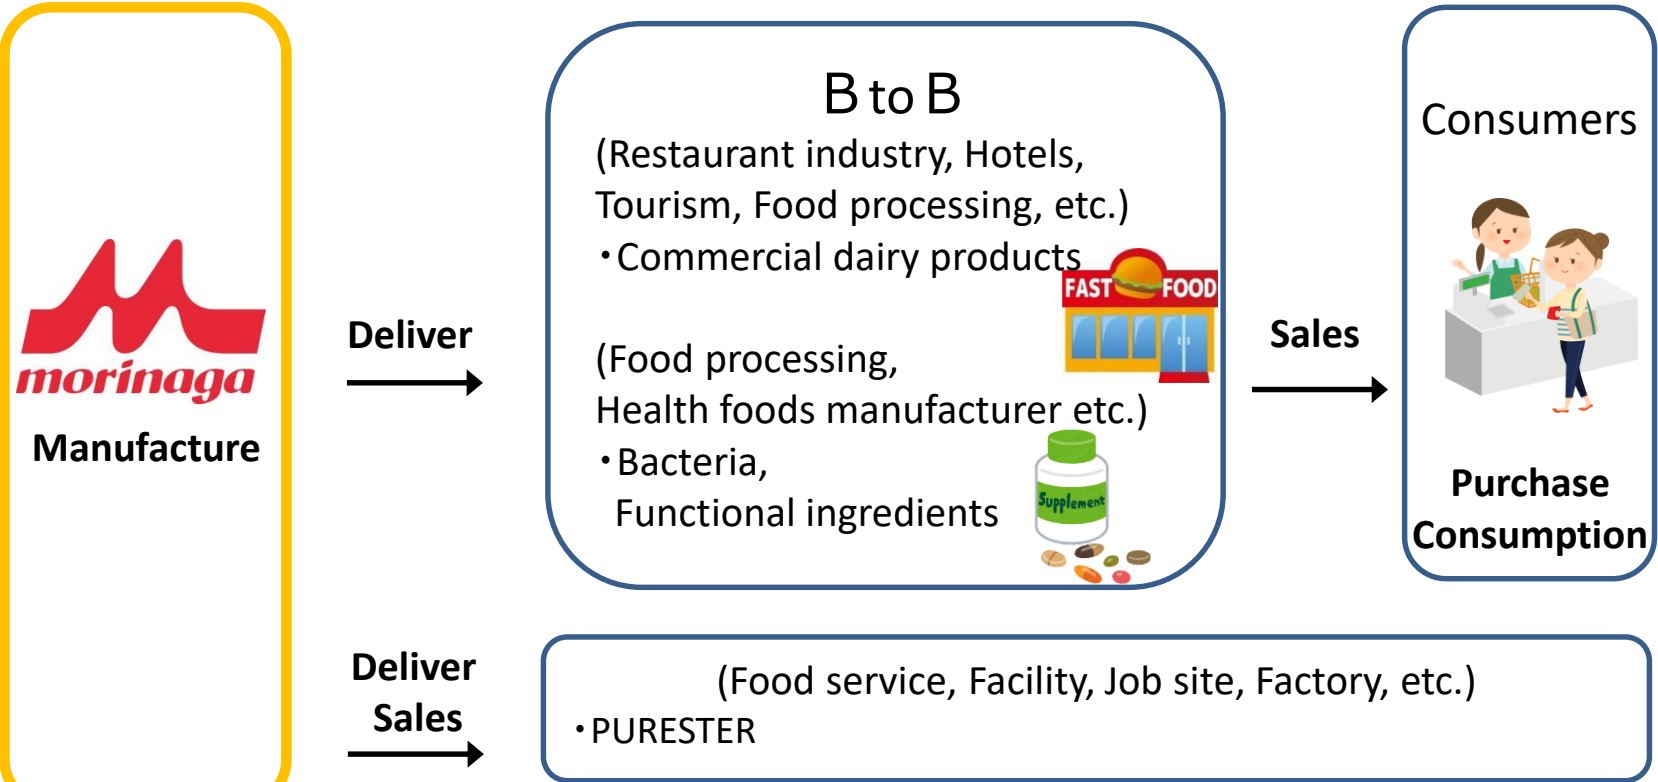 morinaga
Manufacture
Deliver
B to B
(Restaurant industry, Hotels,
Tourism, Food processing, etc.)
・Commercial dairy products
FAST FOOD
(Food processing,
Health foods manufacturer etc.)
・Bacteria,
Functional ingredients
Supplement
Sales
Consumers
Purchase
Consumption
Deliver
Sales
(Food service, Facility, Job site, Factory, etc.)
・PURESTER